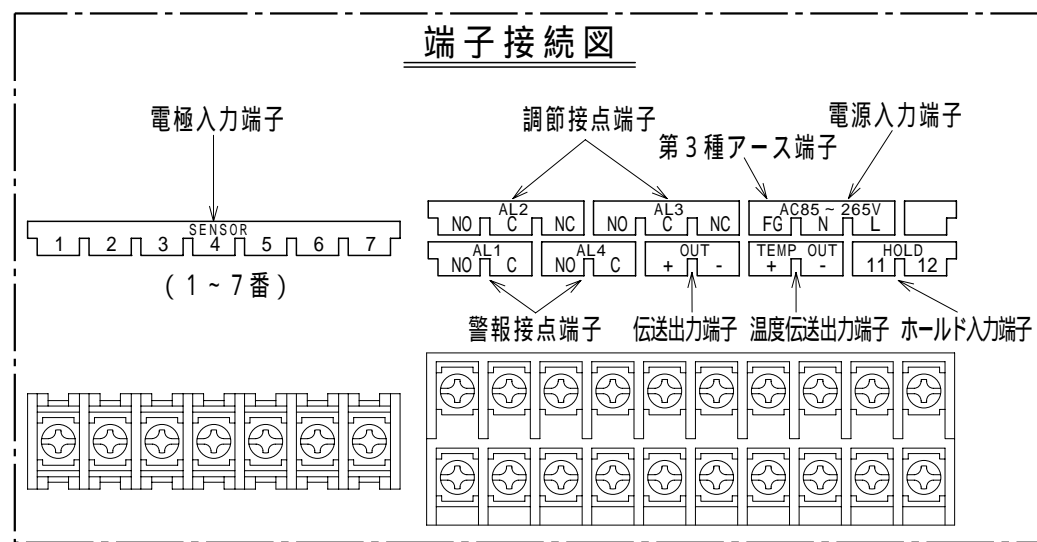 端子接続図
電極入力端子
調節接点端子
電源入力端子
第3種アース端子
SENSOR
1 2 3 4 5 6 7
(1~7番)
AL2
NO C NC
AL3
NO C NC
AC85~265V
FG N L
AL1
NO C
AL4
NO C
OUT
+ -
TEMP OUT
+ -
HOLD
11 12
警報接点端子
伝送出力端子
温度伝送出力端子
ホールド入力端子